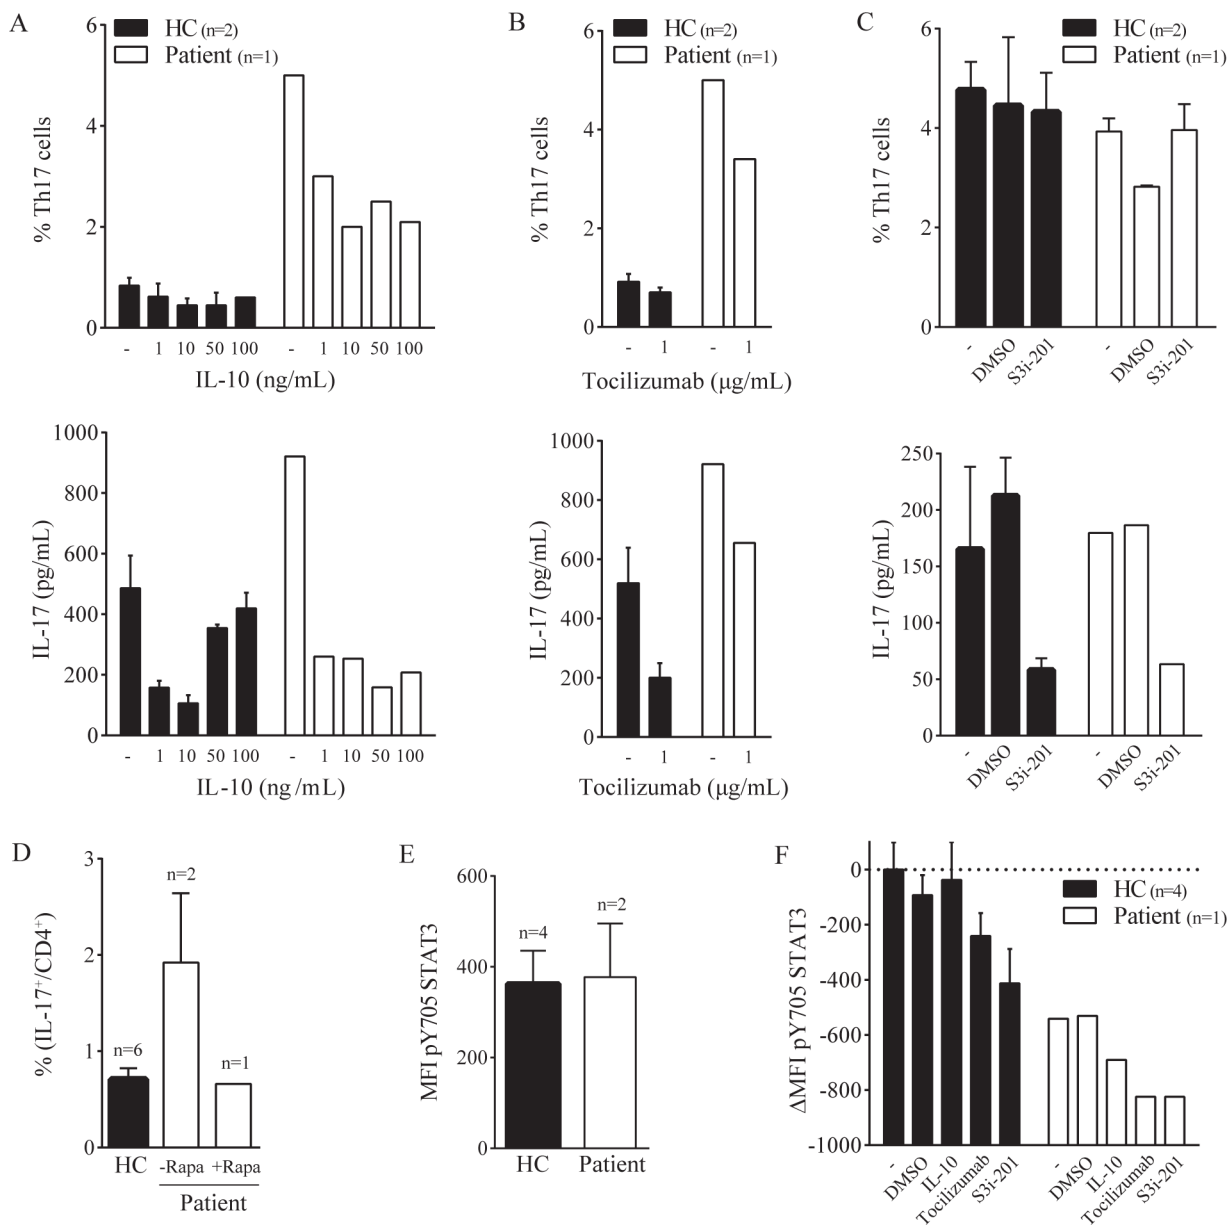 A
HC (n=2)
Patient (n=1)
6
4
2
0
% Th17 cells
- 1 10 50 100 - 1 10 50 100
IL-10 (ng/mL)
B
HC (n=2)
Patient (n=1)
6
4
2
0
% Th17 cells
- 1 - 1
Tocilizumab (μg/mL)
C
HC (n=2)
Patient (n=1)
6
4
2
0
% Th17 cells
- DMSO S3i-201 - DMSO S3i-201
1000
800
600
400
200
0
IL-17 (pg/mL)
- 1 10 50 100 - 1 10 50 100
IL-10 (ng/mL)
1000
800
600
400
200
0
IL-17 (pg/mL)
- 1 - 1
Tocilizumab (μg/mL)
250
200
150
100
50
0
IL-17 (pg/mL)
- DMSO S3i-201 - DMSO S3i-201
D
3
2
1
0
% (IL-17⁺/CD4⁺)
n=6
n=2
n=1
HC -Rapa +Rapa
Patient
E
600
400
200
0
MFI pY705 STAT3
n=4
n=2
HC Patient
F
0
-200
-400
-600
-800
-1000
ΔMFI pY705 STAT3
HC (n=4)
Patient (n=1)
- DMSO IL-10 Tocilizumab S3i-201 - DMSO IL-10 Tocilizumab S3i-201